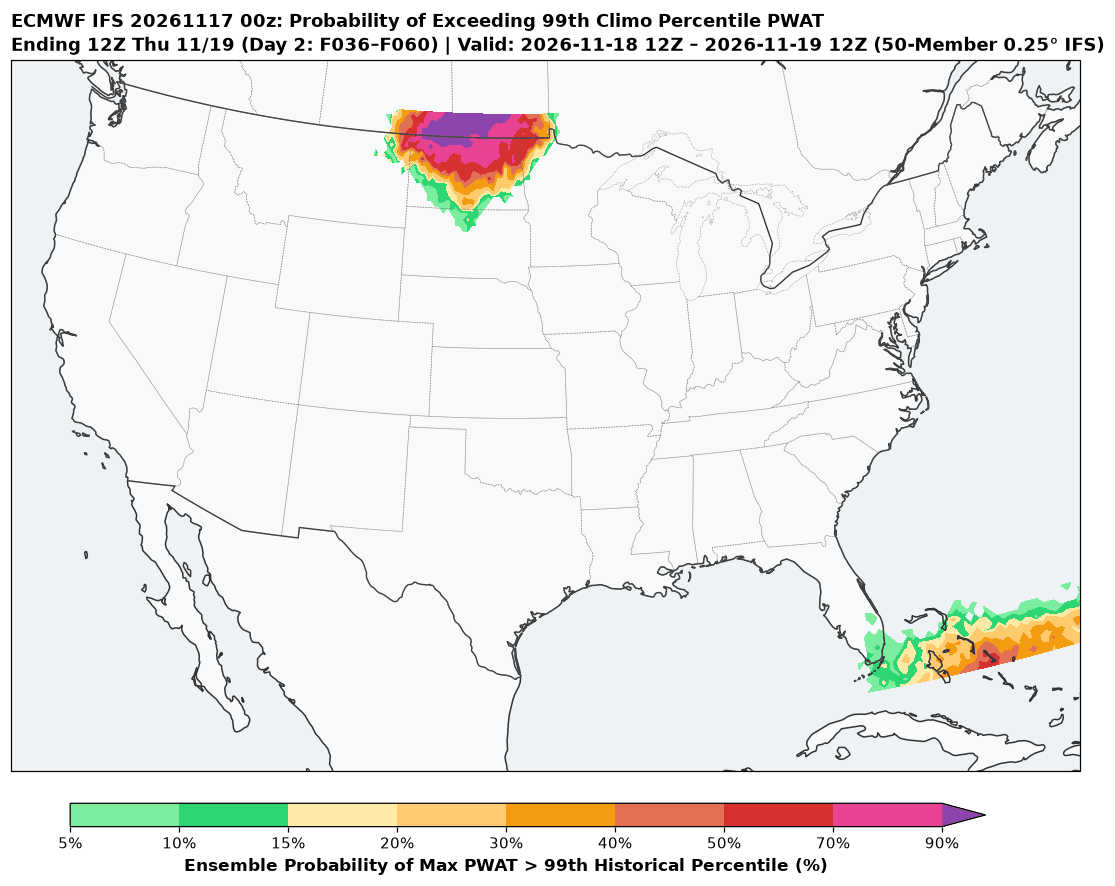 ECMWF IFS 20261117 00z: Probability of Exceeding 99th Climo Percentile PWAT
Ending 12Z Thu 11/19 (Day 2: F036–F060) | Valid: 2026-11-18 12Z – 2026-11-19 12Z (50-Member 0.25° IFS)
5% 10% 15% 20% 30% 40% 50% 70% 90%
Ensemble Probability of Max PWAT > 99th Historical Percentile (%)